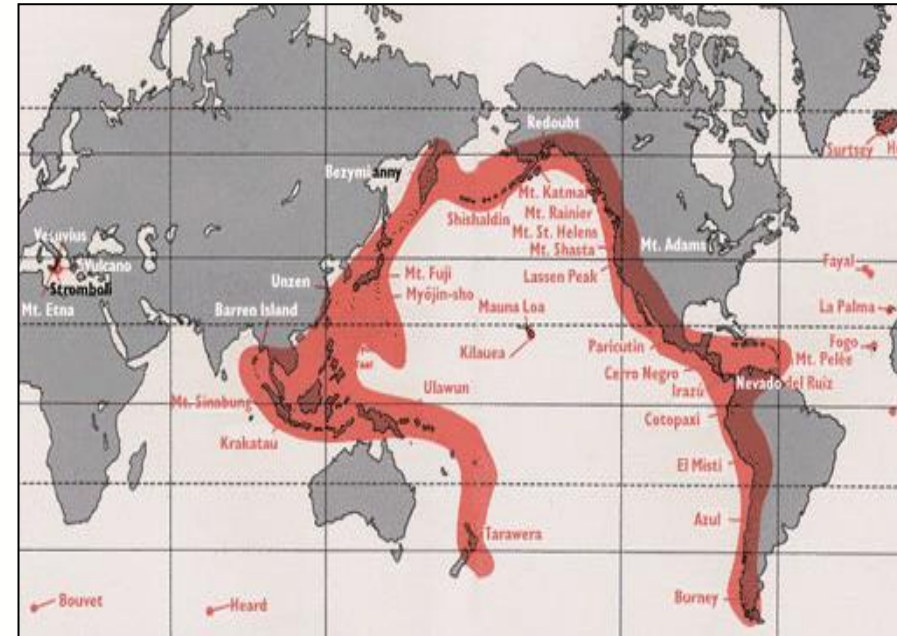 Redoubt
Surtsey
Bezymianny
Mt. Katmai
Shishaldin
Mt. Rainier
Mt. St. Helens
Mt. Adams
Mt. Shasta
Lassen Peak
Vesuvius
Vulcano
Stromboli
Mt. Etna
Unzen
Barren Island
Mt. Fuji
Myōjin-sho
Mauna Loa
Kilauea
Fayal
La Palma
Fogo
Paricutin
Mt. Pelée
Cerro Negro
Nevado del Ruiz
Irazú
Cotopaxi
Ulawun
Mt. Sinabung
Krakatau
El Misti
Azul
Tarawera
Burney
Bouvet
Heard